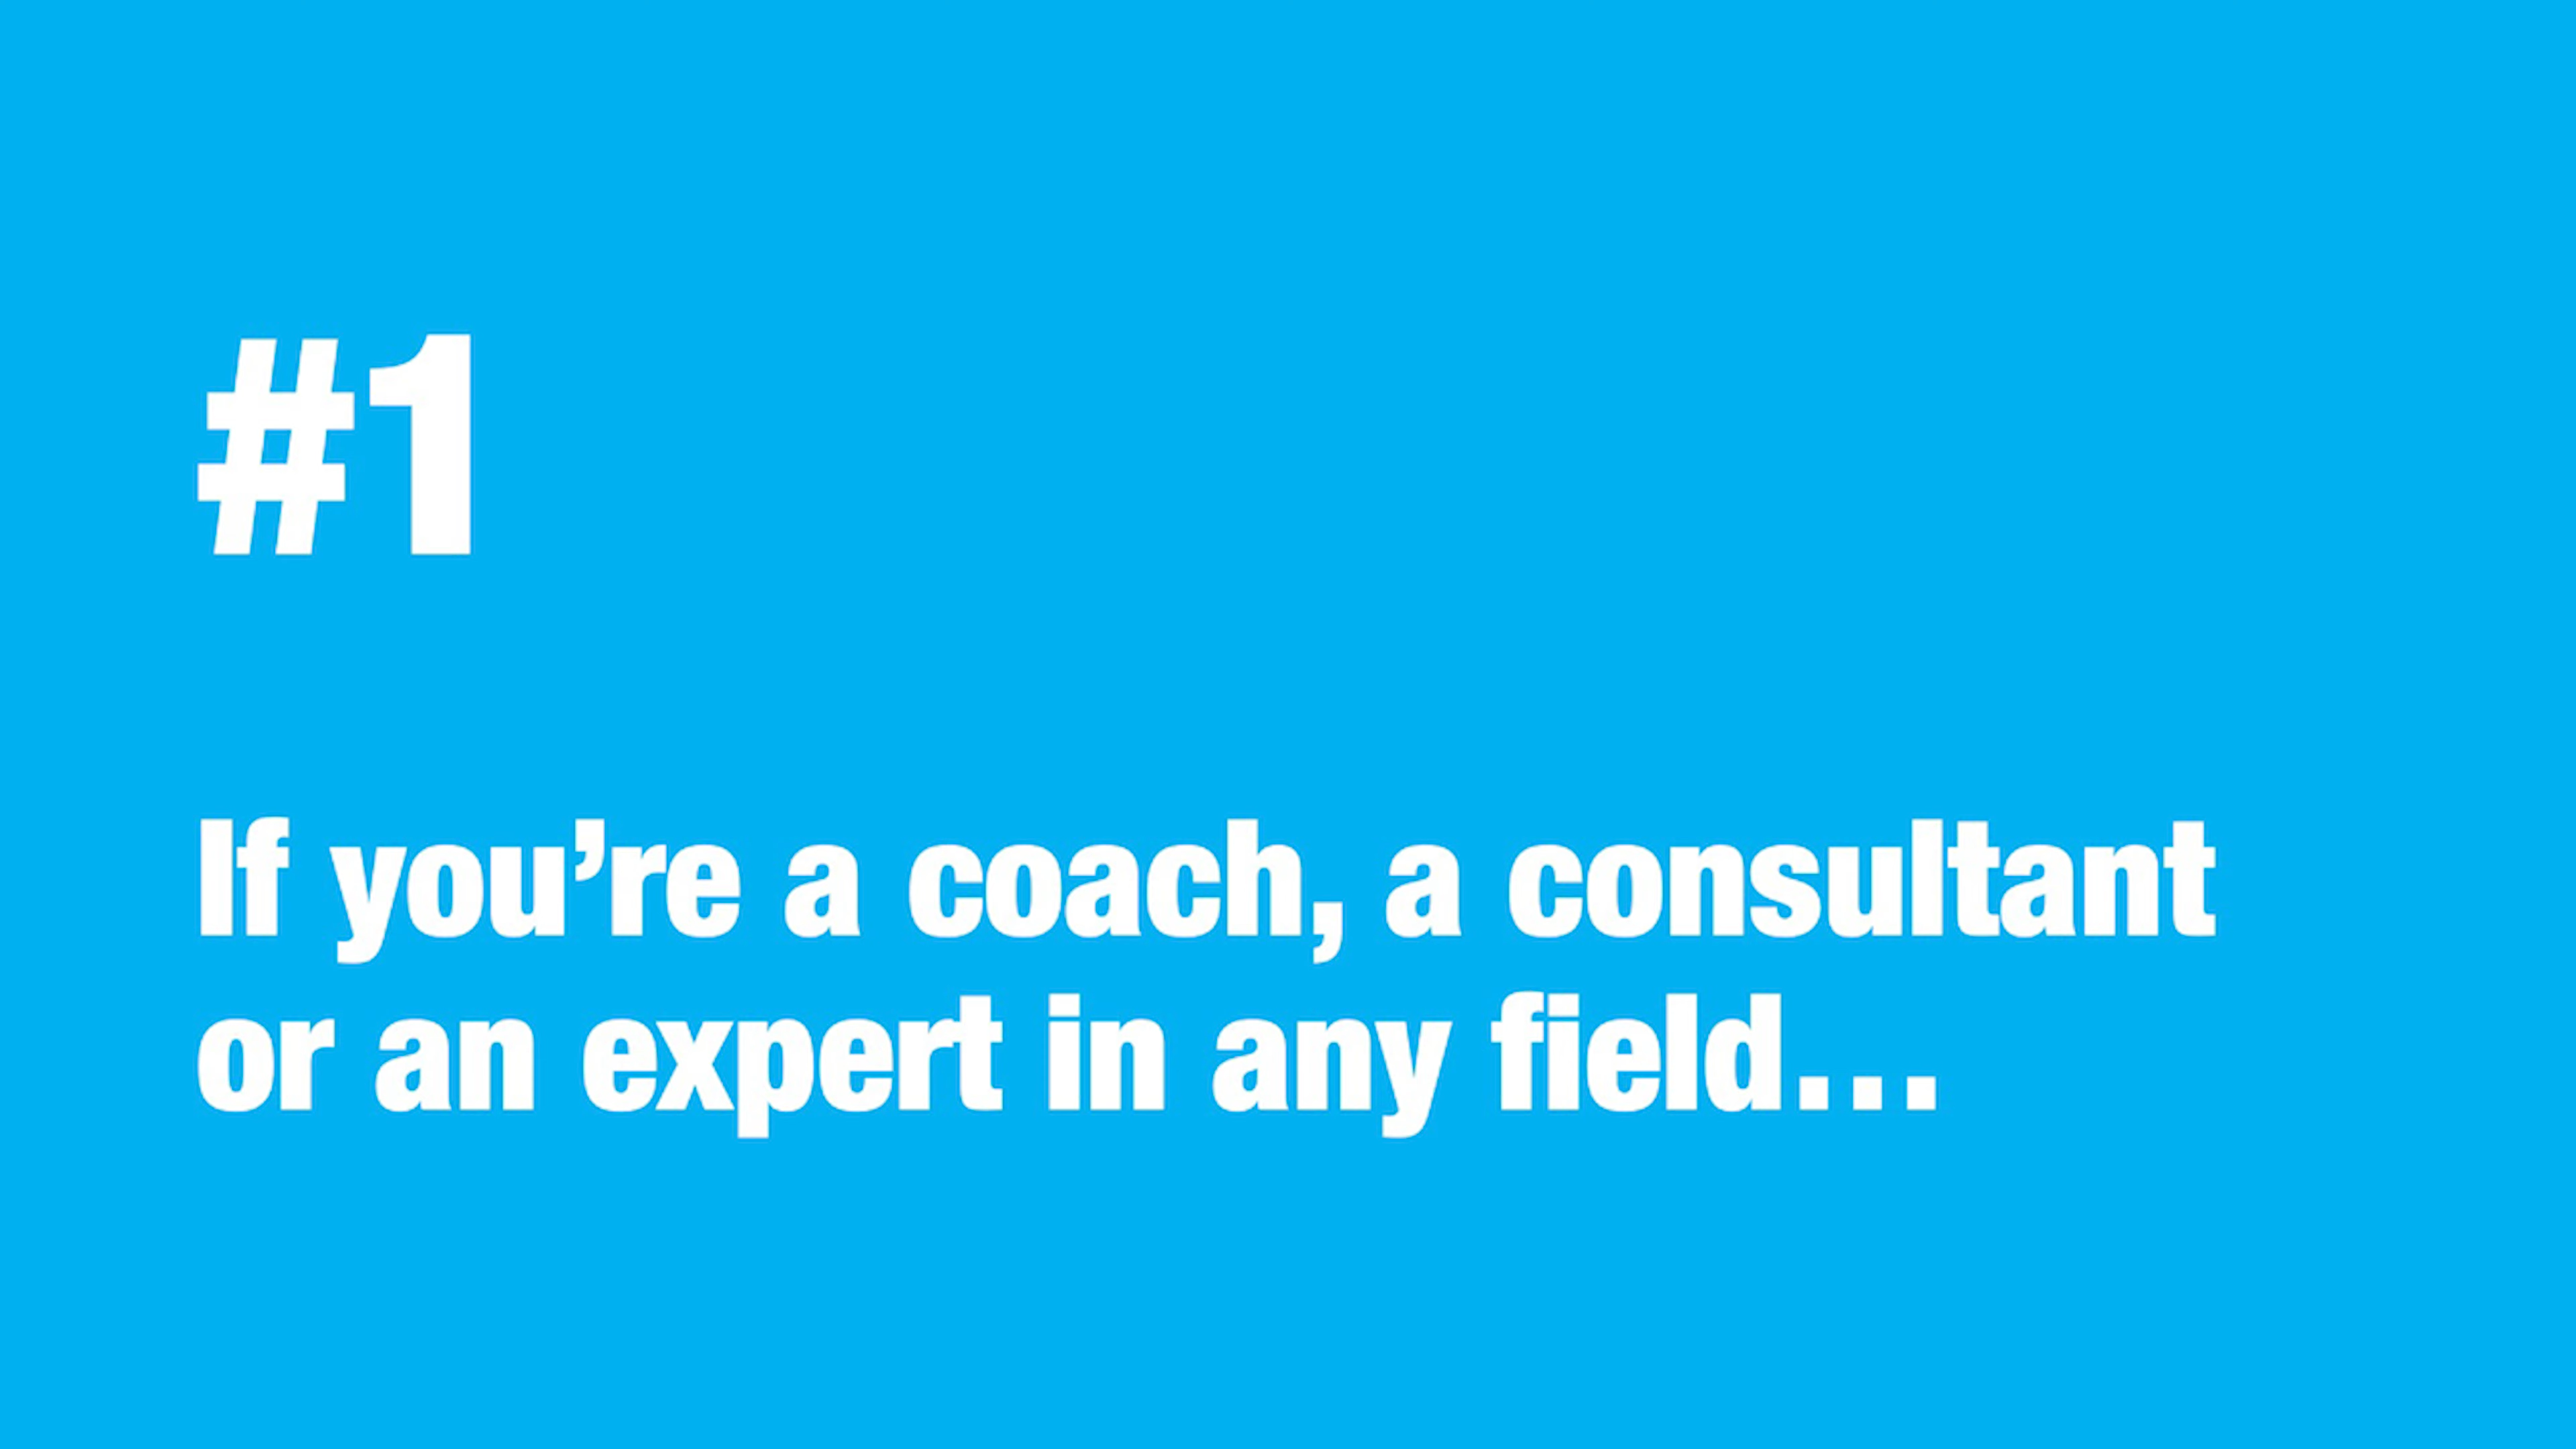 #1
If you’re a coach, a consultant
or an expert in any field...